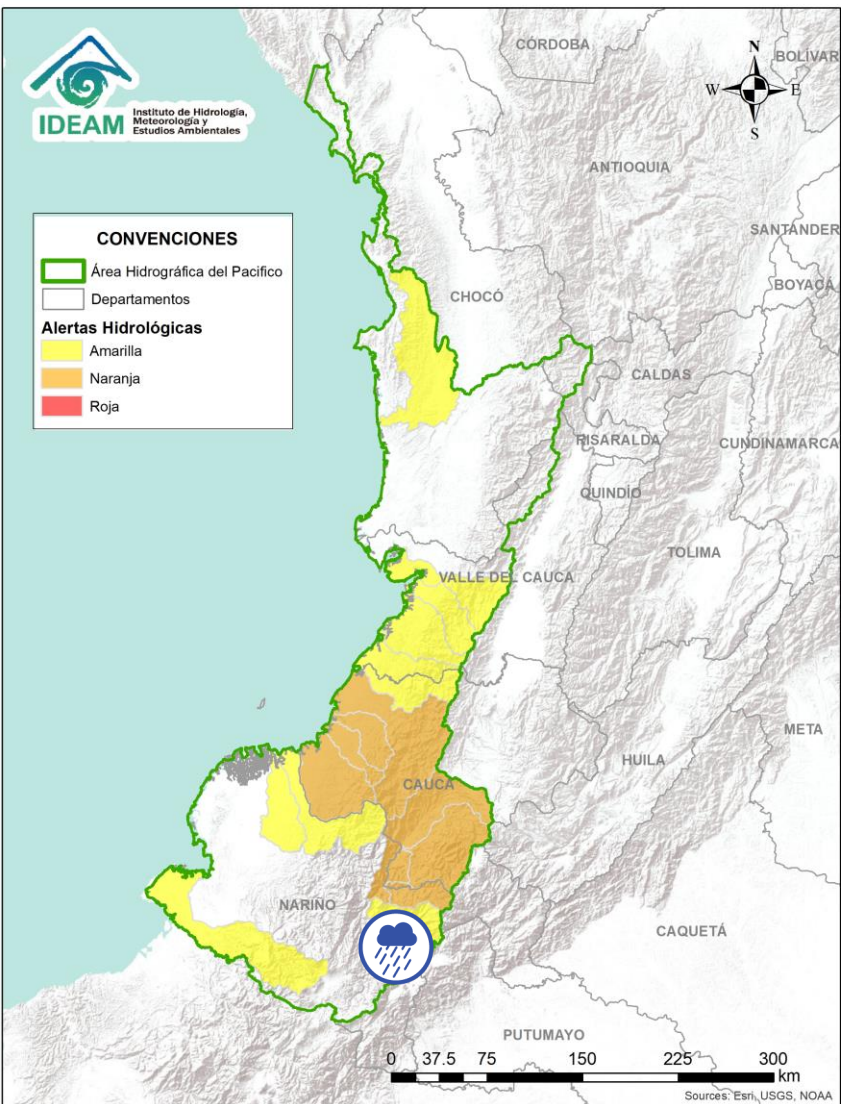 IDEAM
Instituto de Hidrología,
Meteorología y
Estudios Ambientales
CÓRDOBA
N
BOLÍVAR
W
E
S
ANTIOQUIA
CONVENCIONES
Área Hidrográfica del Pacifico
Departamentos
Alertas Hidrológicas
Amarilla
Naranja
Roja
SANTANDER
BOYACÁ
CHOCÓ
CALDAS
RISARALDA
CUNDINAMARCA
QUINDÍO
TOLIMA
VALLE DEL CAUCA
META
HUILA
CAUCA
NARIÑO
CAQUETÁ
PUTUMAYO
0 37.5 75 150 225 300
km
Sources: Esri, USGS, NOAA